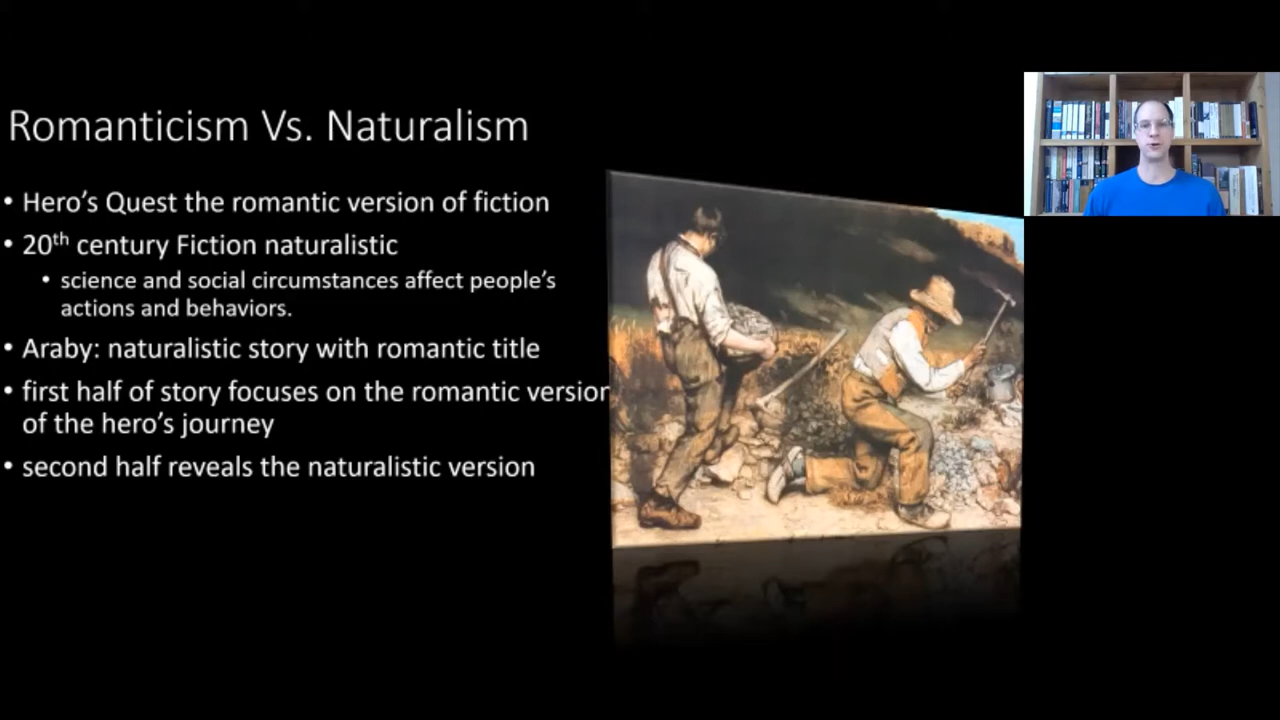 Romanticism Vs. Naturalism
• Hero’s Quest the romantic version of fiction
• 20th century Fiction naturalistic
• science and social circumstances affect people’s
actions and behaviors.
• Araby: naturalistic story with romantic title
• first half of story focuses on the romantic version
of the hero’s journey
• second half reveals the naturalistic version